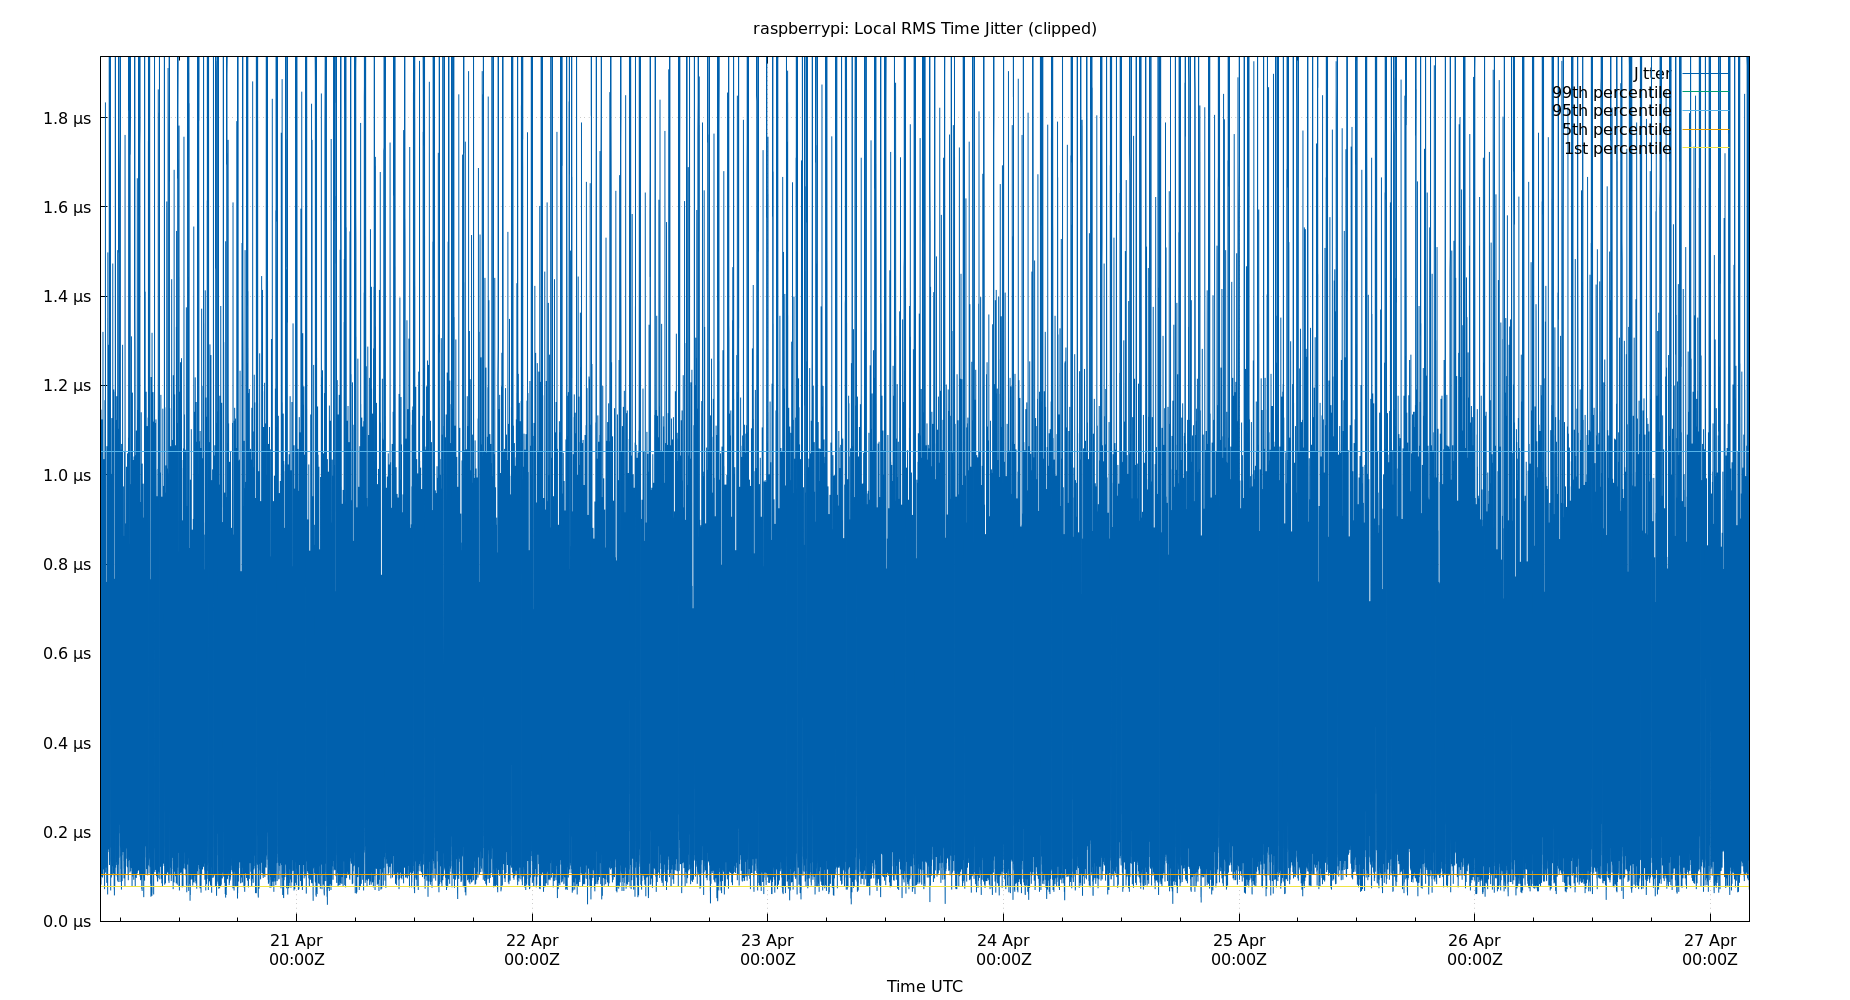 raspberrypi: Local RMS Time Jitter (clipped)
Jitter
99th percentile
95th percentile
5th percentile
1st percentile
1.8 µs
1.6 µs
1.4 µs
1.2 µs
1.0 µs
0.8 µs
0.6 µs
0.4 µs
0.2 µs
0.0 µs
21 Apr 22 Apr 23 Apr 24 Apr 25 Apr 26 Apr 27 Apr
00:00Z 00:00Z 00:00Z 00:00Z 00:00Z 00:00Z 00:00Z
Time UTC